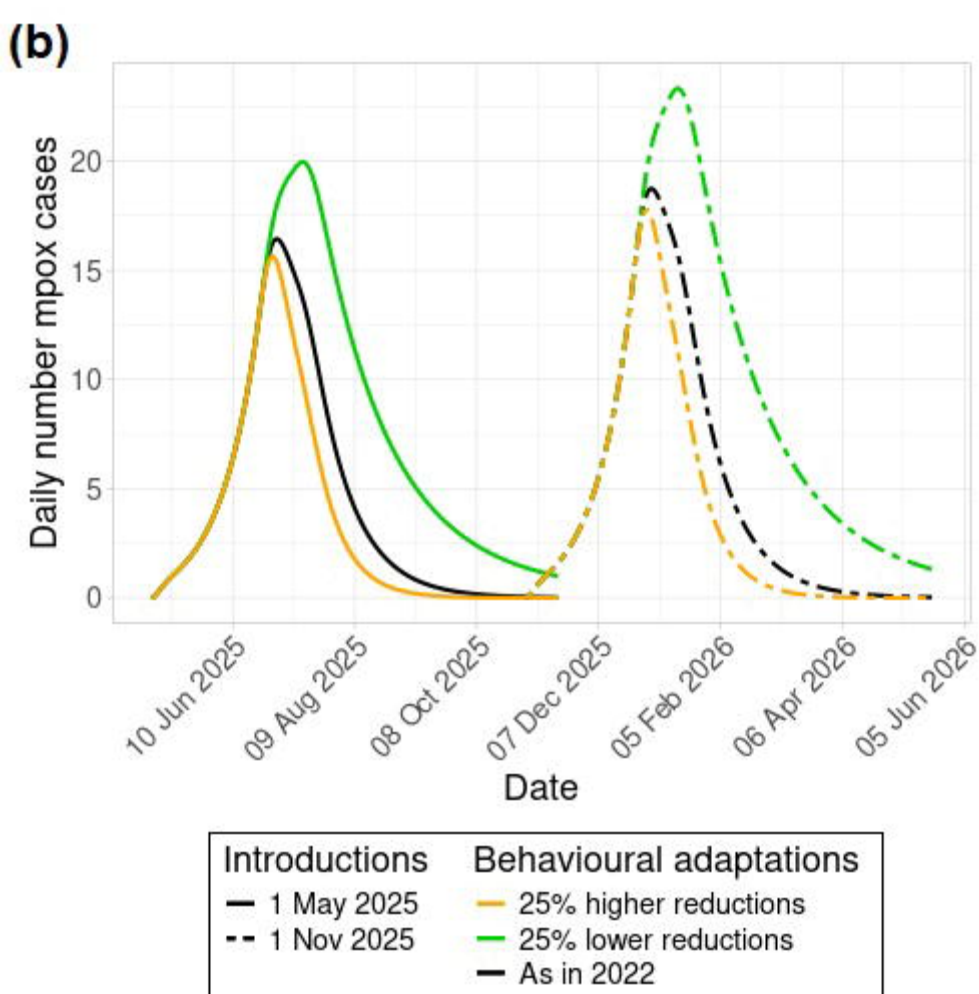 (b)
Daily number mpox cases
20
15
10
5
0
10 Jun 2025
09 Aug 2025
08 Oct 2025
07 Dec 2025
05 Feb 2026
06 Apr 2026
05 Jun 2026
Date
Introductions
1 May 2025
1 Nov 2025
Behavioural adaptations
25% higher reductions
25% lower reductions
As in 2022